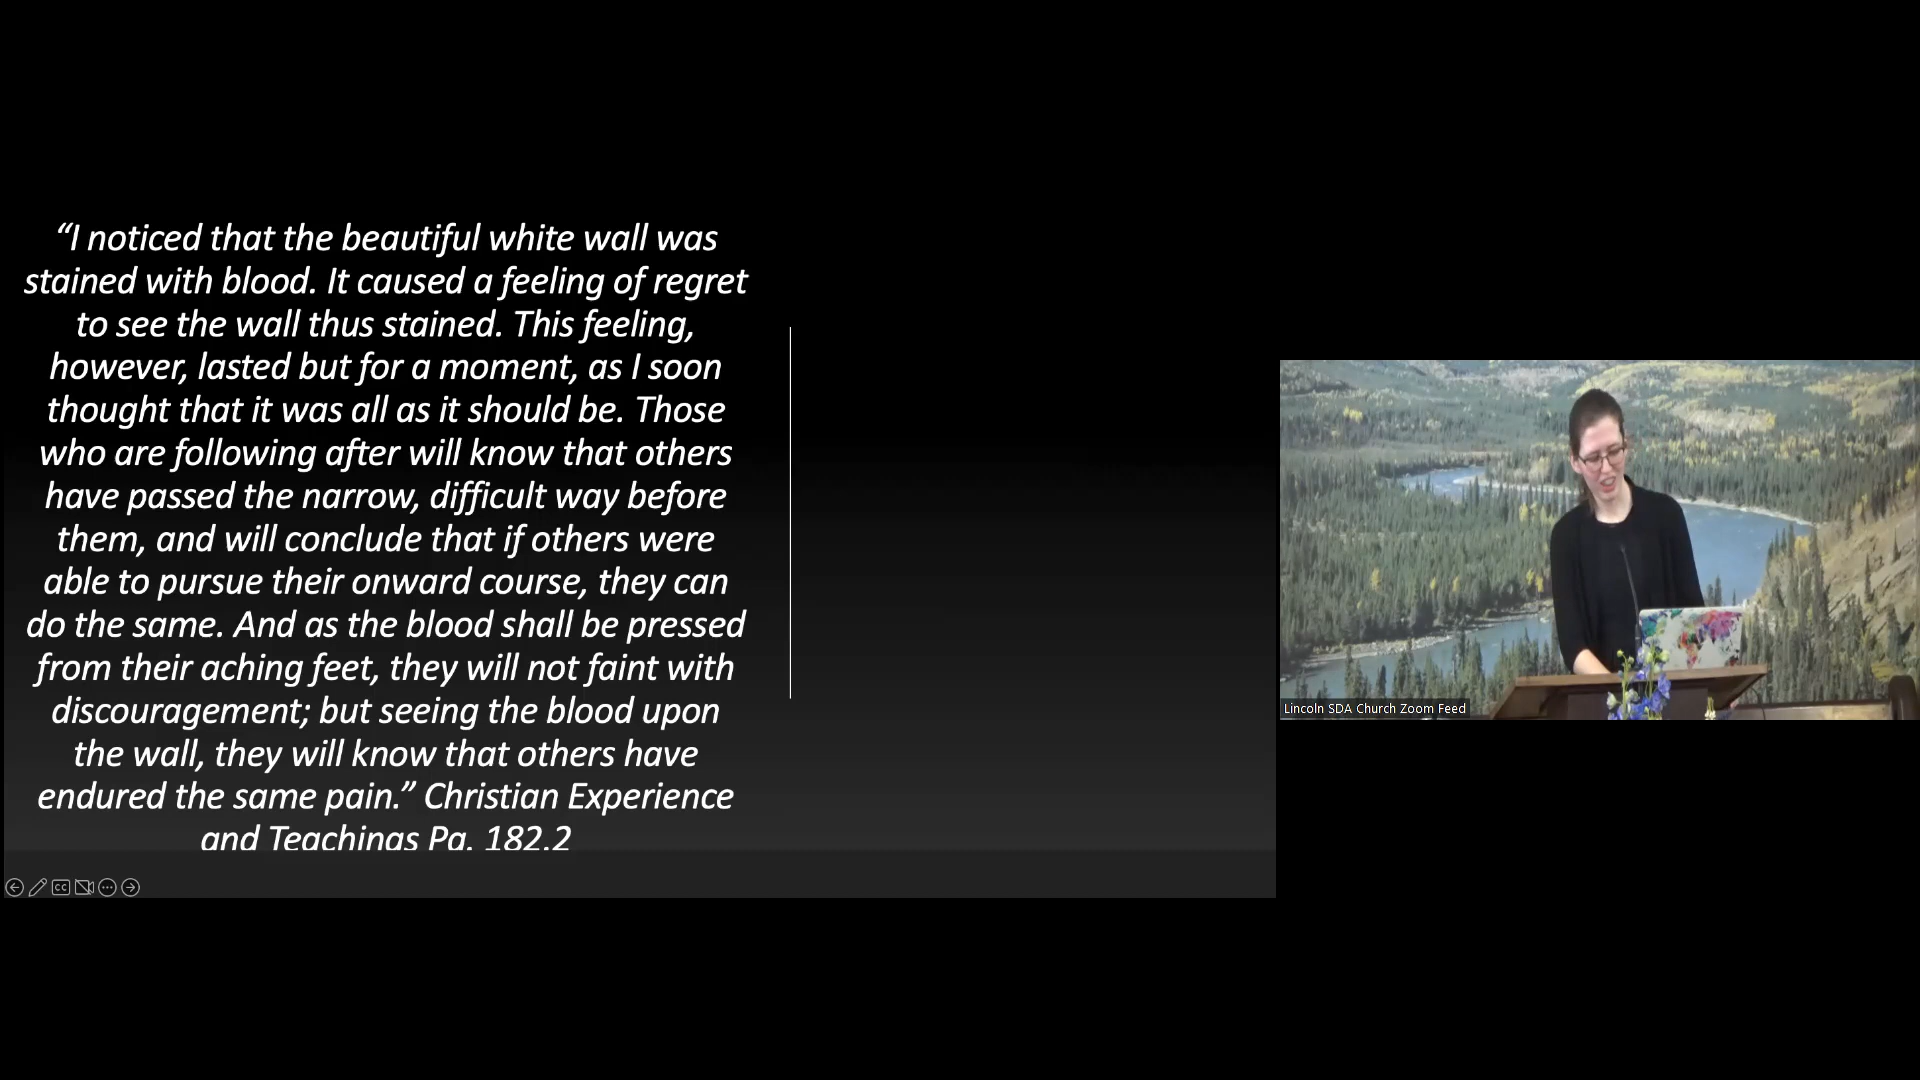 “I noticed that the beautiful white wall was
stained with blood. It caused a feeling of regret
to see the wall thus stained. This feeling,
however, lasted but for a moment, as I soon
thought that it was all as it should be. Those
who are following after will know that others
have passed the narrow, difficult way before
them, and will conclude that if others were
able to pursue their onward course, they can
do the same. And as the blood shall be pressed
from their aching feet, they will not faint with
discouragement; but seeing the blood upon
the wall, they will know that others have
endured the same pain.” Christian Experience
and Teachings Pg. 182.2
CC
Lincoln SDA Church Zoom Feed